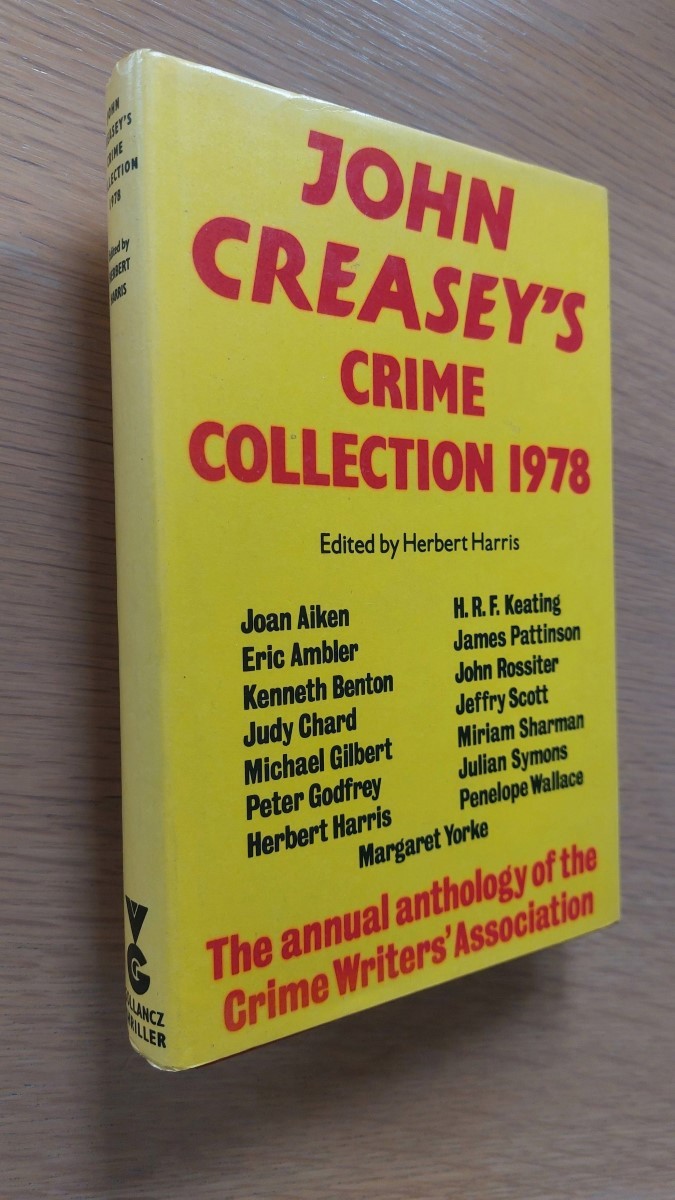 JOHN
CREASEY'S
CRIME
COLLECTION 1978
Edited by Herbert Harris
Joan Aiken
Eric Ambler
Kenneth Benton
Judy Chard
Michael Gilbert
Peter Godfrey
Herbert Harris
H. R. F. Keating
James Pattinson
John Rossiter
Jeffry Scott
Miriam Sharman
Julian Symons
Penelope Wallace
Margaret Yorke
The annual anthology of the
Crime Writers' Association
JOHN
CREASEY'S
CRIME
COLLECTION
1978
Edited by
HERBERT
HARRIS
VG
GOLLANCZ
THRILLER